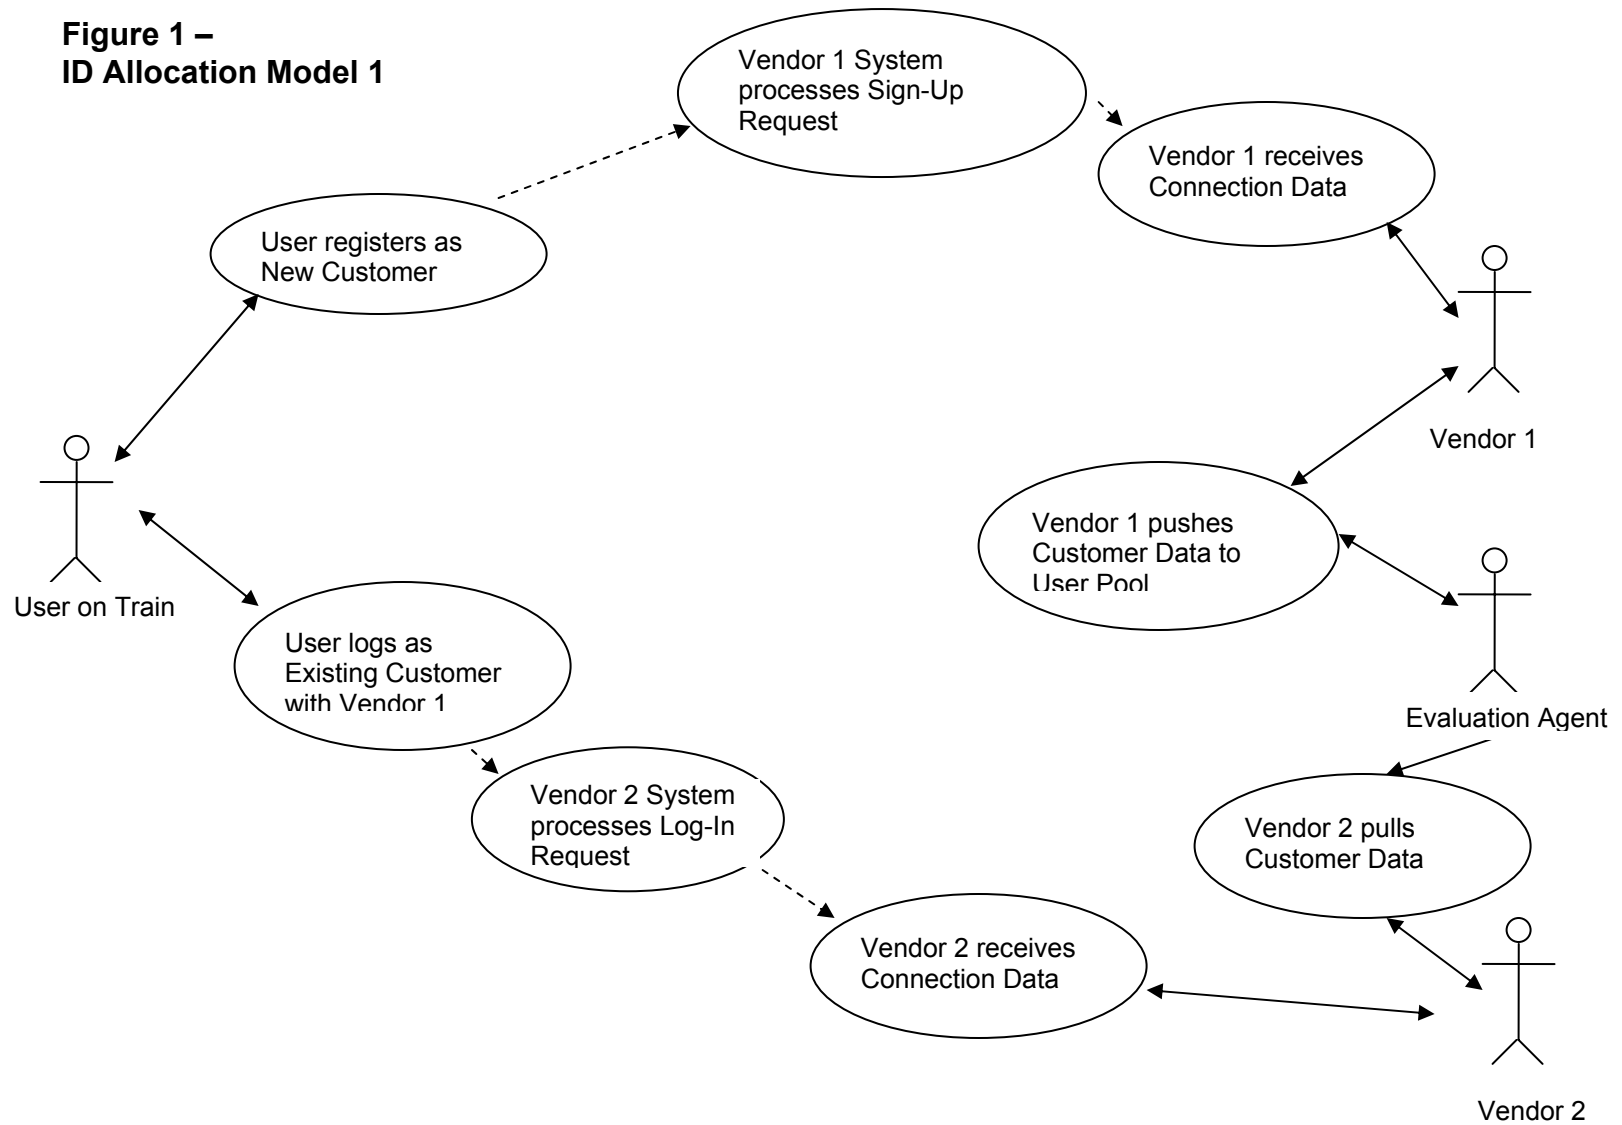 Figure 1 –
ID Allocation Model 1
Vendor 1 System
processes Sign-Up
Request
Vendor 1 receives
Connection Data
User registers as
New Customer
Vendor 1
Vendor 1 pushes
Customer Data to
User Pool
User on Train
User logs as
Existing Customer
with Vendor 1
Evaluation Agent
Vendor 2 System
processes Log-In
Request
Vendor 2 pulls
Customer Data
Vendor 2 receives
Connection Data
Vendor 2